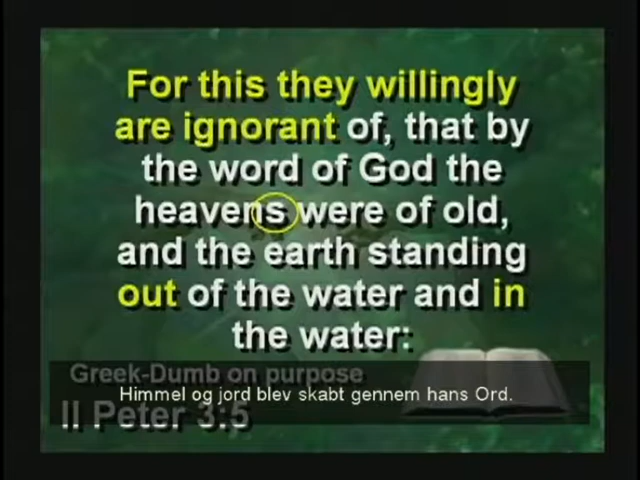 For this they willingly
are ignorant of, that by
the word of God the
heavens were of old,
and the earth standing
out of the water and in
the water:
Greek-Dumb on purpose
Himmel og jord blev skabt gennem hans Ord.
II Peter 3:5